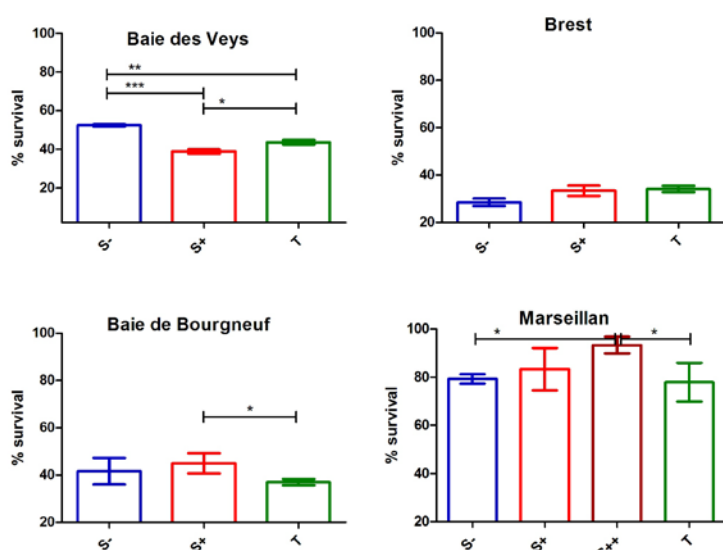 Baie des Veys
% survival
100
80
60
40
20
**
***
*
S-
S+
T
Brest
% survival
100
80
60
40
20
S-
S+
T
Baie de Bourgneuf
% survival
100
80
60
40
20
*
S-
S+
T
Marseillan
% survival
100
80
60
40
20
*
*
S-
S+
S++
T